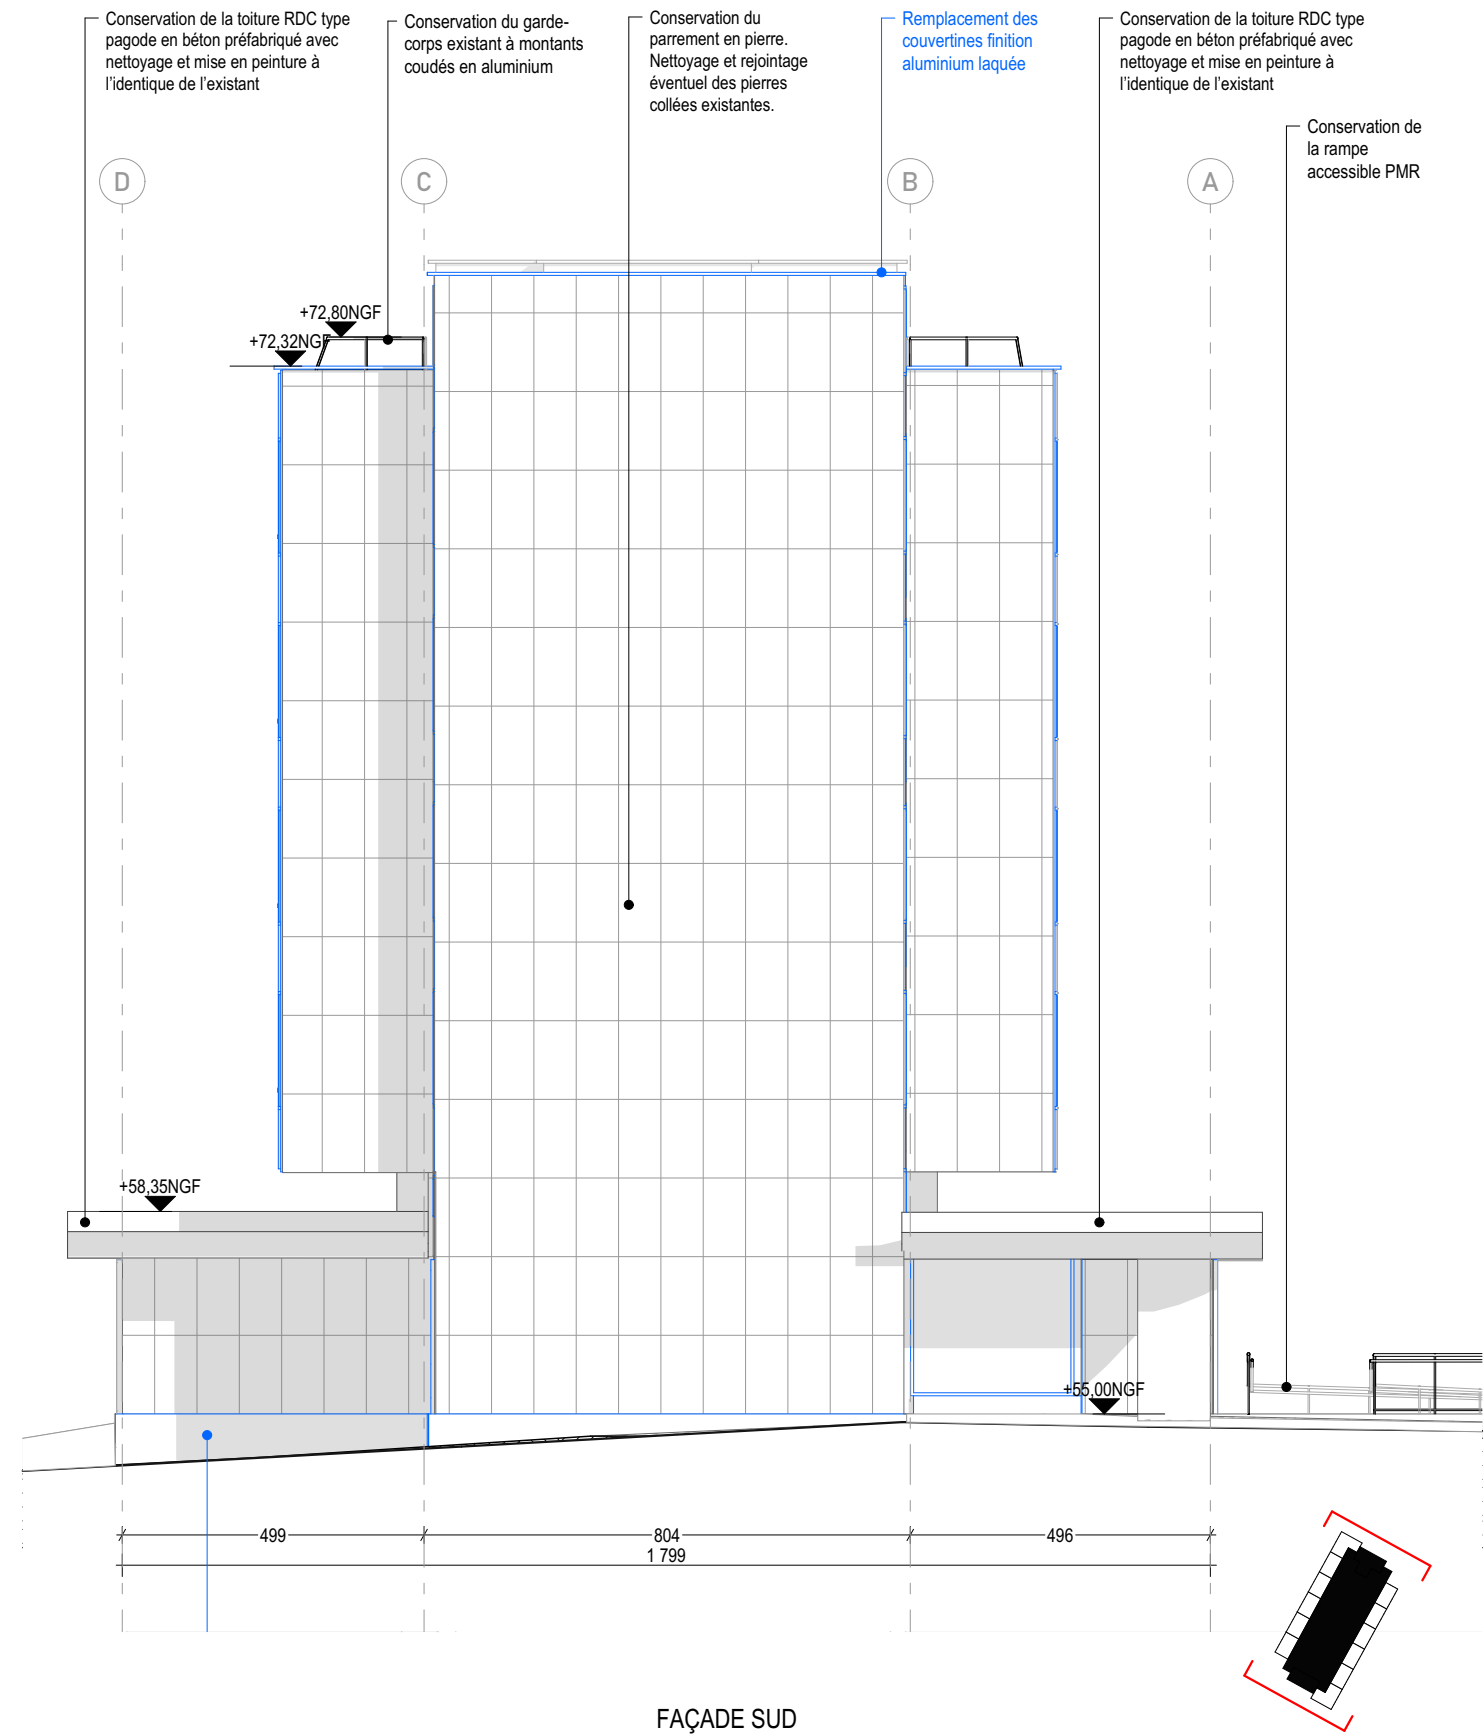 Conservation de la toiture RDC type
pagode en béton préfabriqué avec
nettoyage et mise en peinture à
l'identique de l'existant
Conservation du garde-
corps existant à montants
coudés en aluminium
Conservation du
parrement en pierre.
Nettoyage et rejointage
éventuel des pierres
collées existantes.
Remplacement des
couvertines finition
aluminium laquée
Conservation de la toiture RDC type
pagode en béton préfabriqué avec
nettoyage et mise en peinture à
l'identique de l'existant
Conservation de
la rampe
accessible PMR
D
C
B
A
+72,80NGF
+72,32NGF
+58,35NGF
+55,00NGF
499
804
496
1 799
FAÇADE SUD